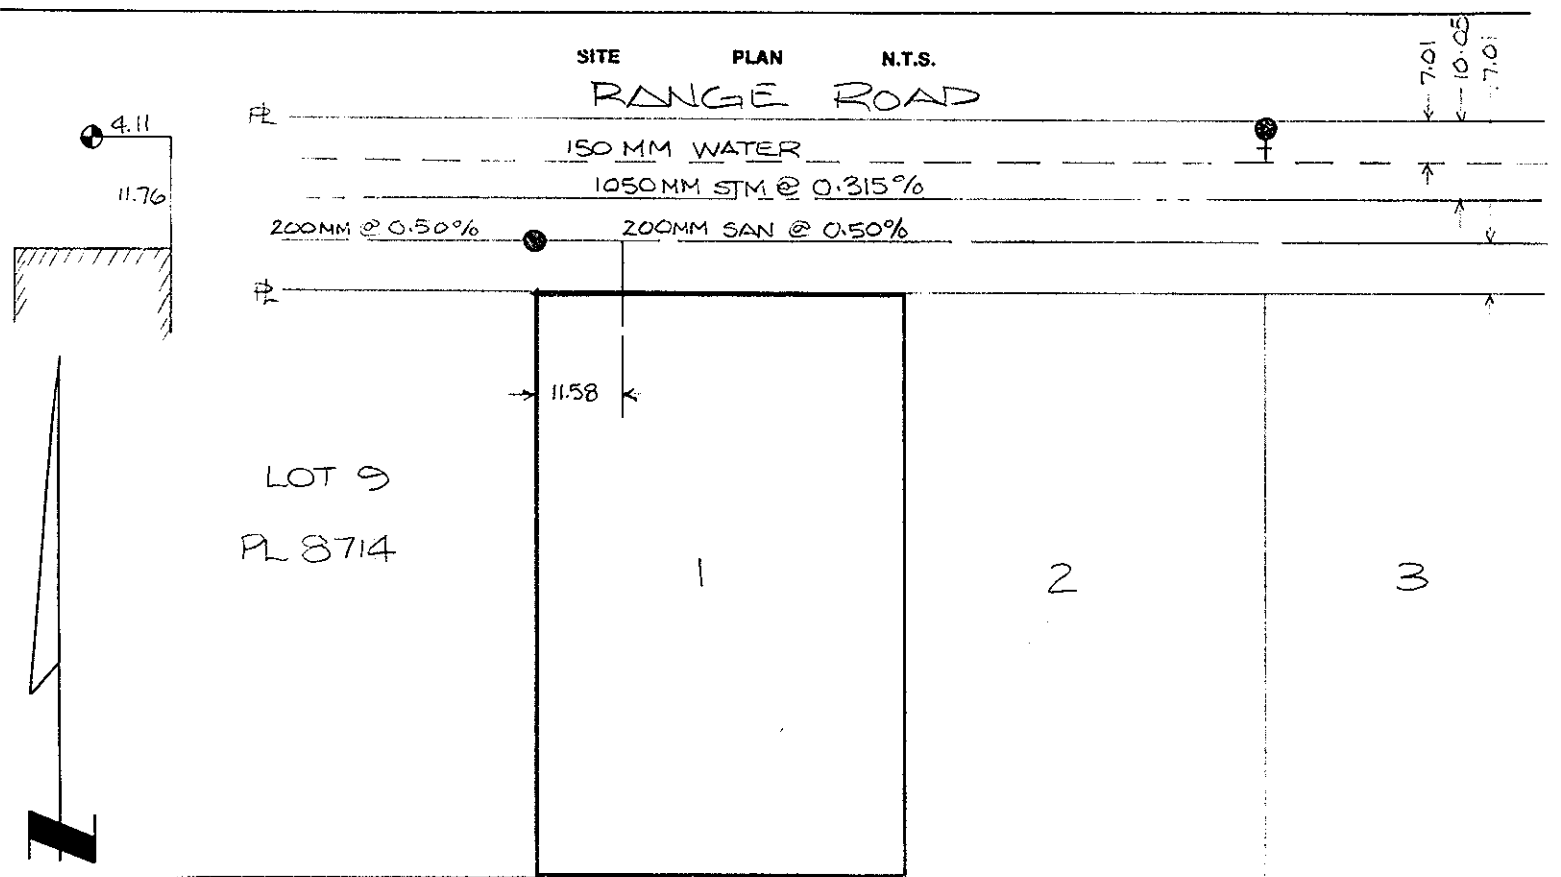 SITE PLAN N.T.S.
RANGE ROAD
7.01
10.05
7.01
PL
4.11
150 MM WATER
11.76
1050MM STM @ 0.315%
200MM @ 0.50%
200MM SAN @ 0.50%
PL
11.58
LOT 9
PL 8714
1
2
3
N